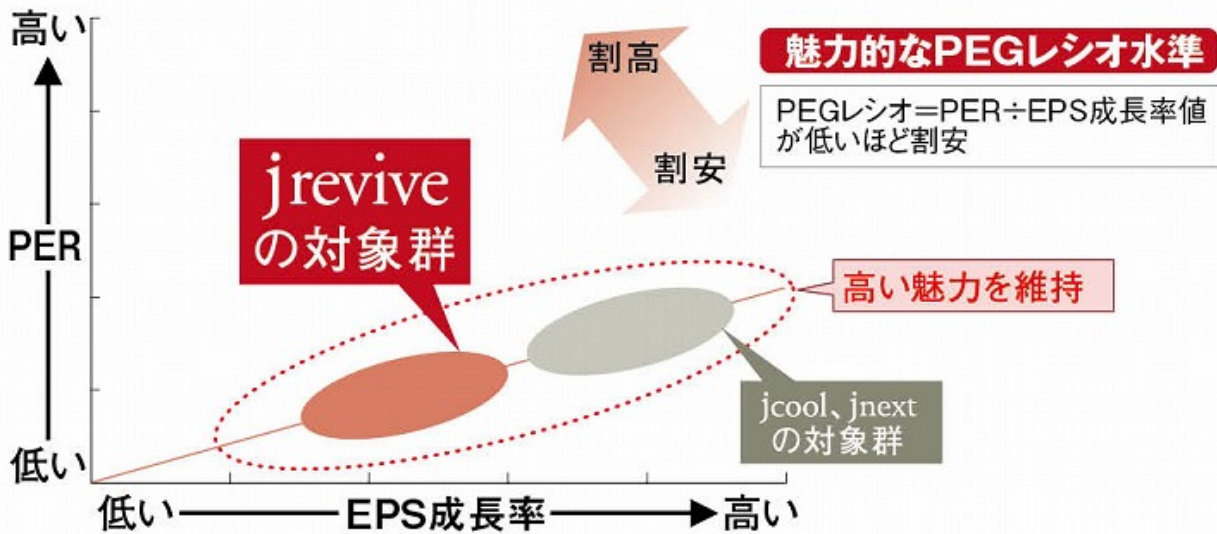 高い
PER
低い
低い
EPS成長率
高い
割高
割安
魅力的なPEGレシオ水準
PEGレシオ=PER÷EPS成長率値
が低いほど割安
jrevive
の対象群
高い魅力を維持
jcool、jnext
の対象群